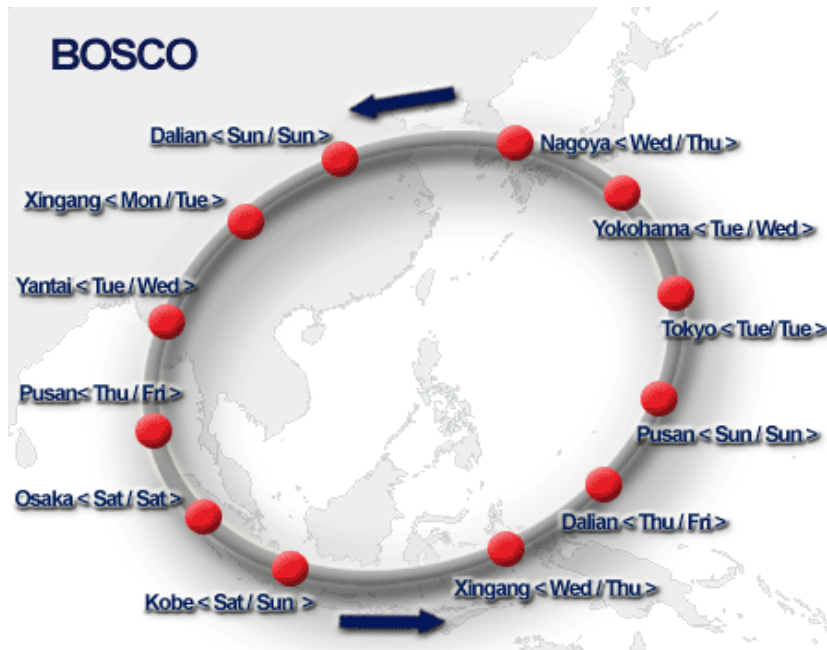 BOSCO
Dalian < Sun / Sun >
Nagoya < Wed / Thu >
Xingang < Mon / Tue >
Yokohama < Tue / Wed >
Yantai < Tue / Wed >
Tokyo < Tue/ Tue >
Pusan< Thu / Fri >
Pusan < Sun / Sun >
Osaka < Sat / Sat >
Dalian < Thu / Fri >
Xingang < Wed / Thu >
Kobe < Sat / Sun >